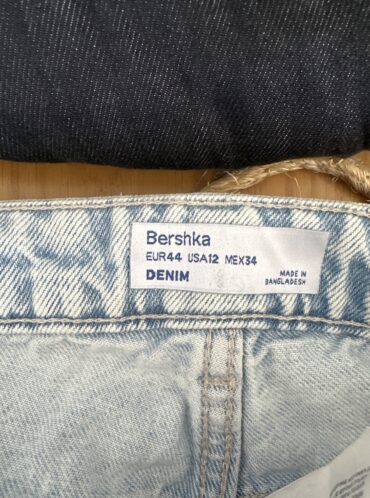 Bershka
EUR44 USA12 MEX34
DENIM
MADE IN
BANGLADESH